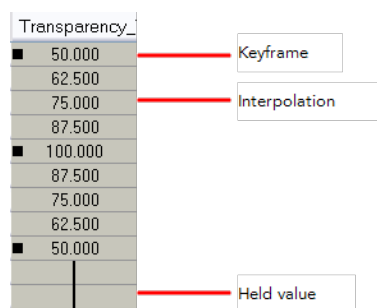 Transparency_
50.000
Keyframe
62.500
75.000
Interpolation
87.500
100.000
87.500
75.000
62.500
50.000
Held value